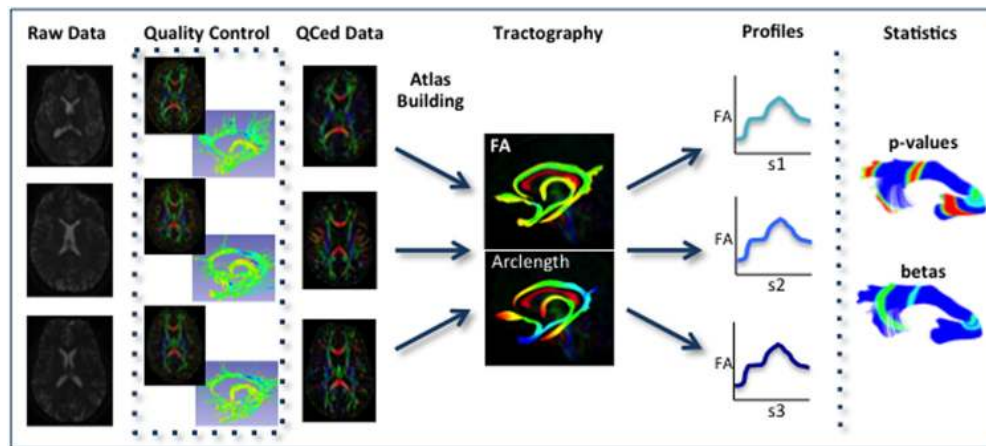 Raw Data
Quality Control
QCed Data
Tractography
Profiles
Statistics
Atlas
Building
FA
Arclength
FA
s1
FA
s2
FA
s3
p-values
betas